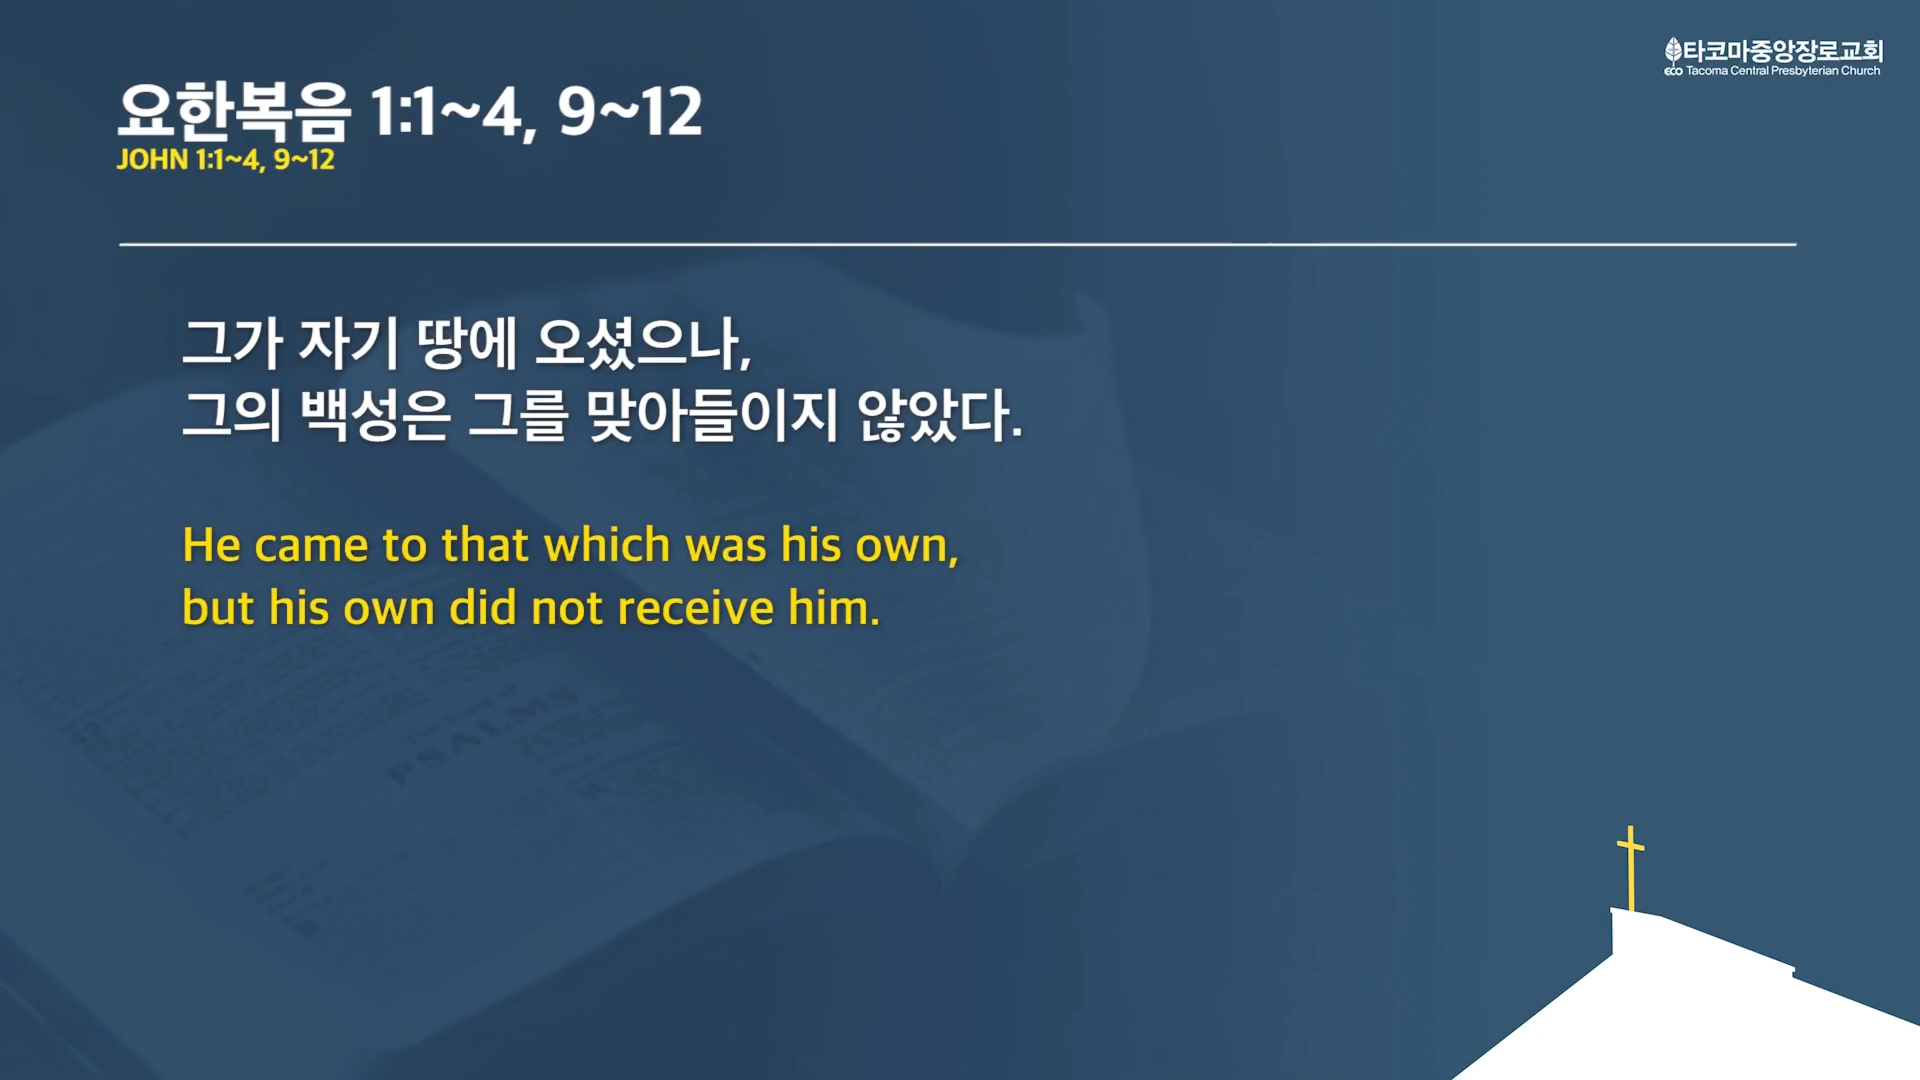 타코마중앙장로교회
ECO Tacoma Central Presbyterian Church
요한복음 1:1~4, 9~12
JOHN 1:1~4, 9~12
그가 자기 땅에 오셨으나,
그의 백성은 그를 맞아들이지 않았다.
He came to that which was his own,
but his own did not receive him.
PSALMS